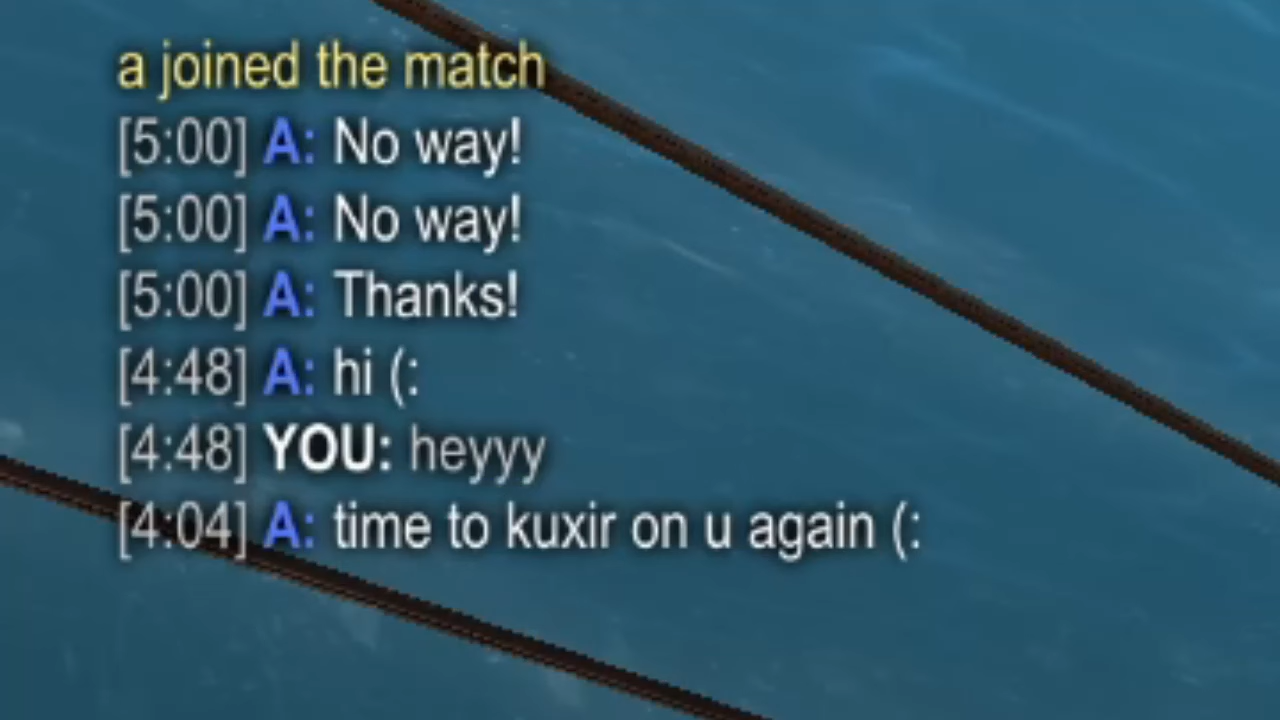 a joined the match
[5:00] A: No way!
[5:00] A: No way!
[5:00] A: Thanks!
[4:48] A: hi (:
[4:48] YOU: heyyy
[4:04] A: time to kuxir on u again (: